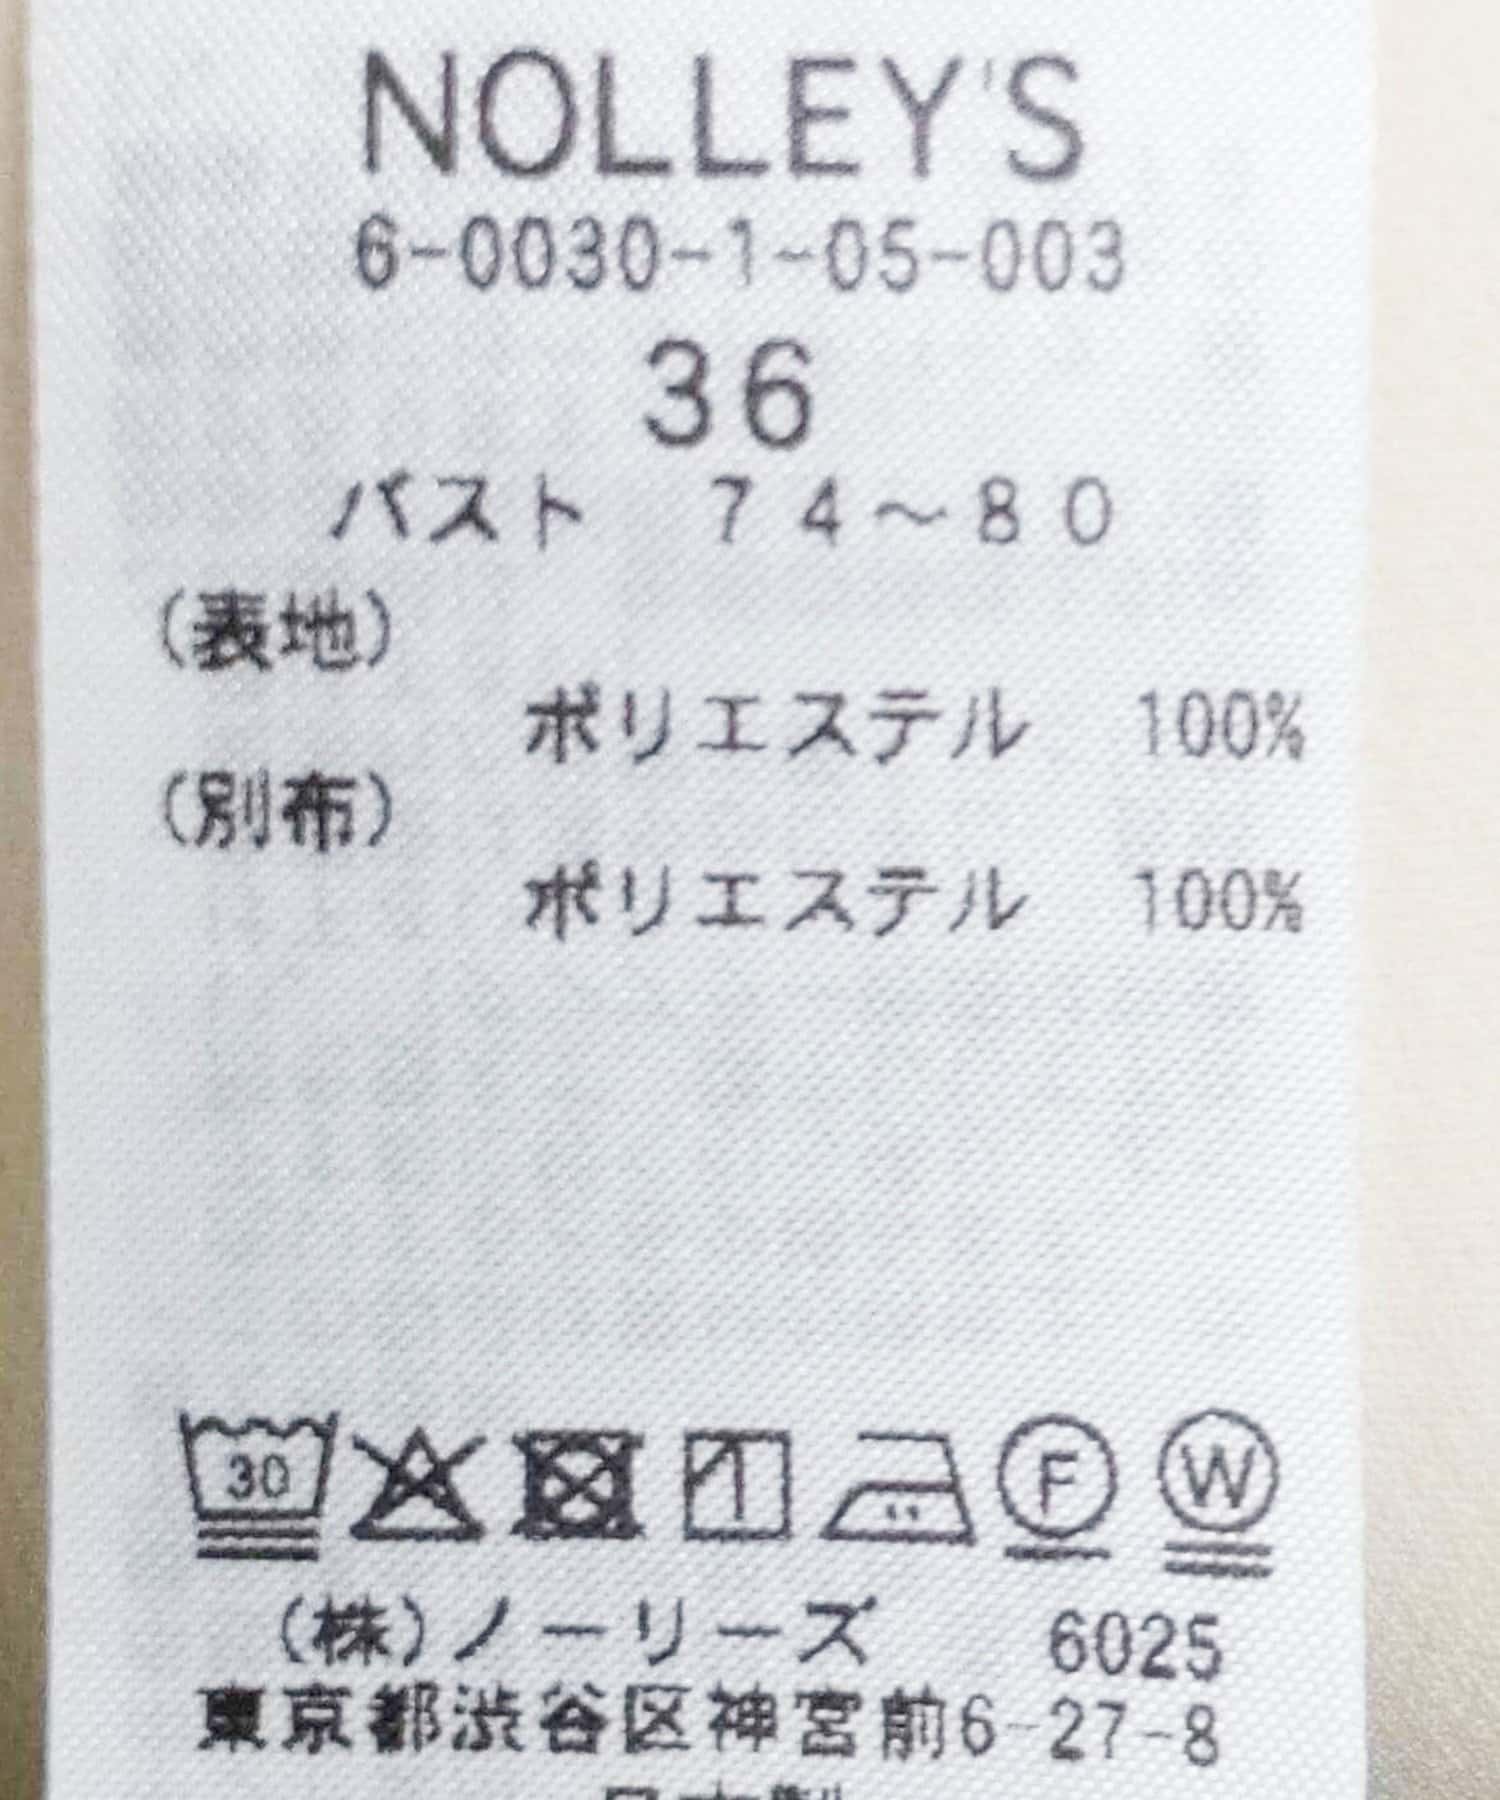 NOLLEY'S
6-0030-1-05-003
36
バスト　74～80
(表地)
ポリエステル　100%
(別布)
ポリエステル　100%
30 F W
(株)ノーリーズ　6025
東京都渋谷区神宮前6-27-8